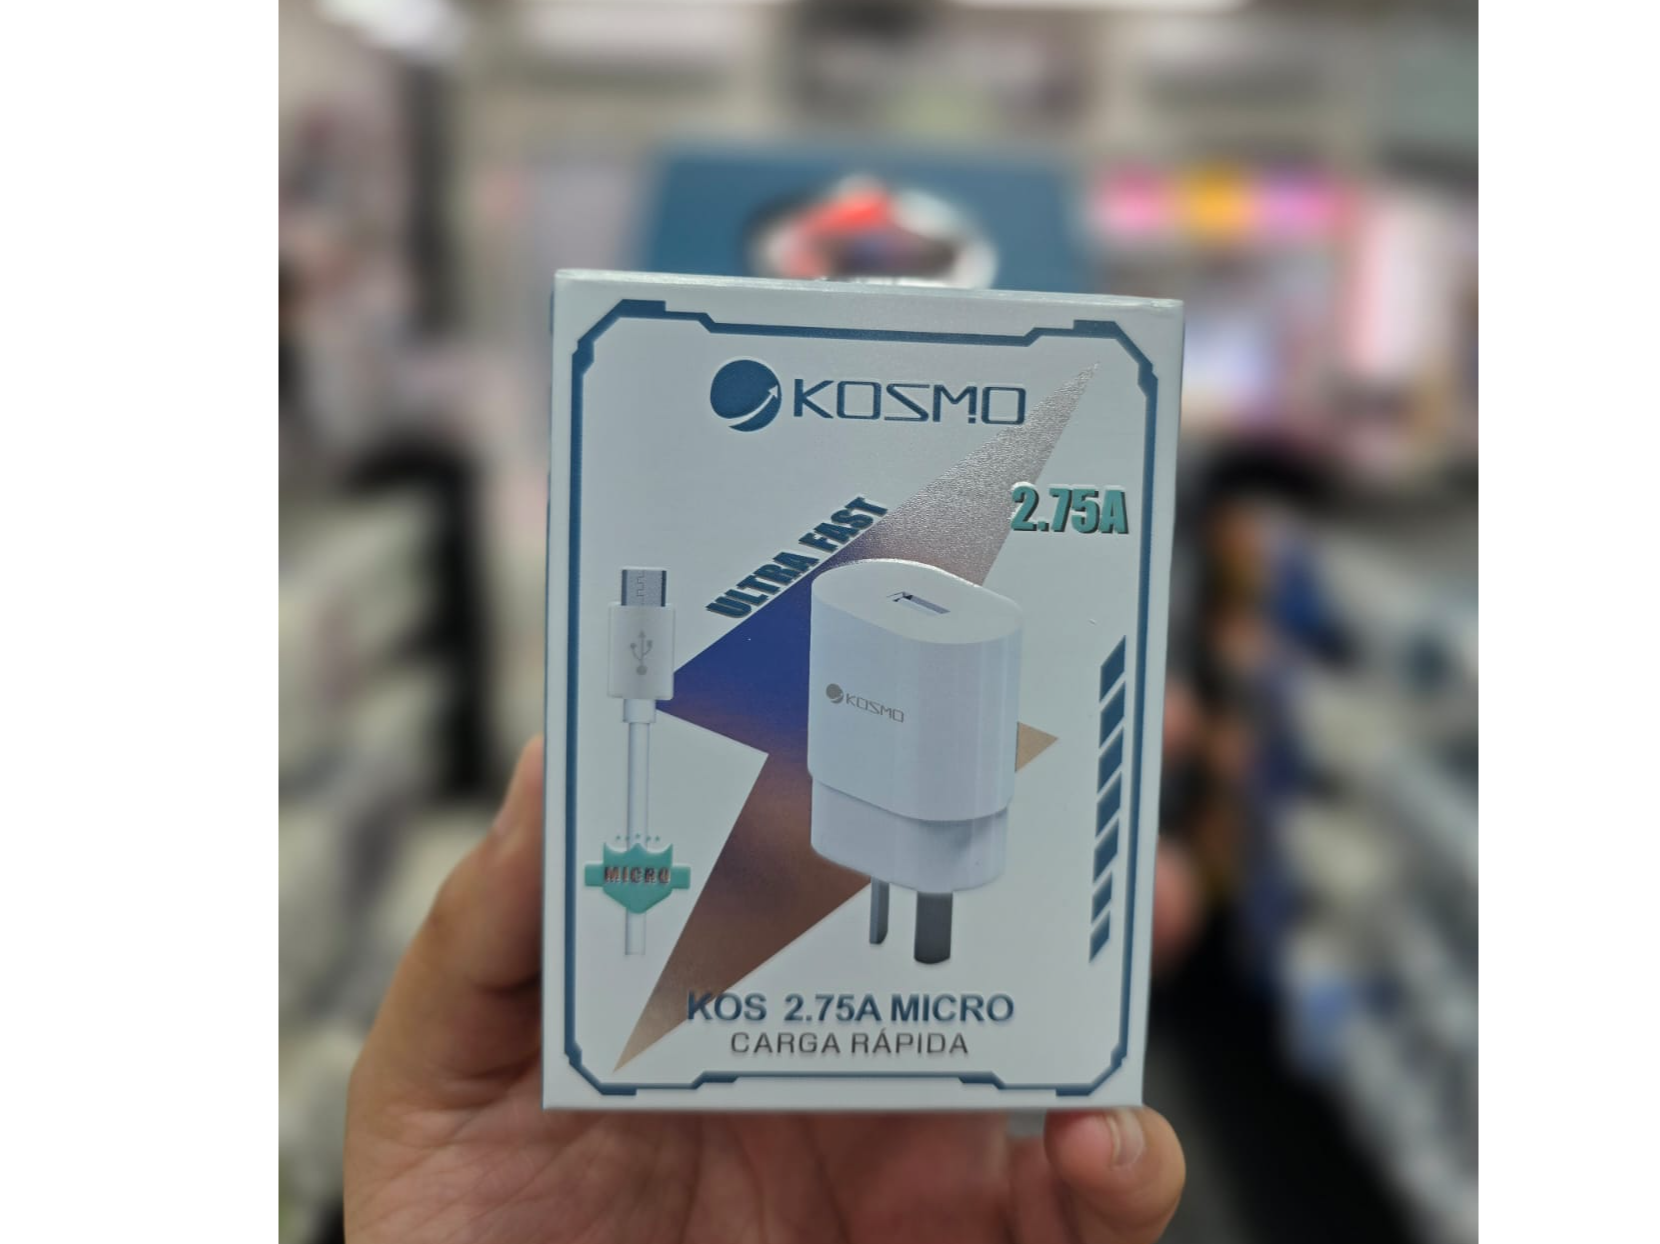 KOSMO
2.75A
ULTRA FAST
KOSMO
MICRO
KOS 2.75A MICRO
CARGA RÁPIDA